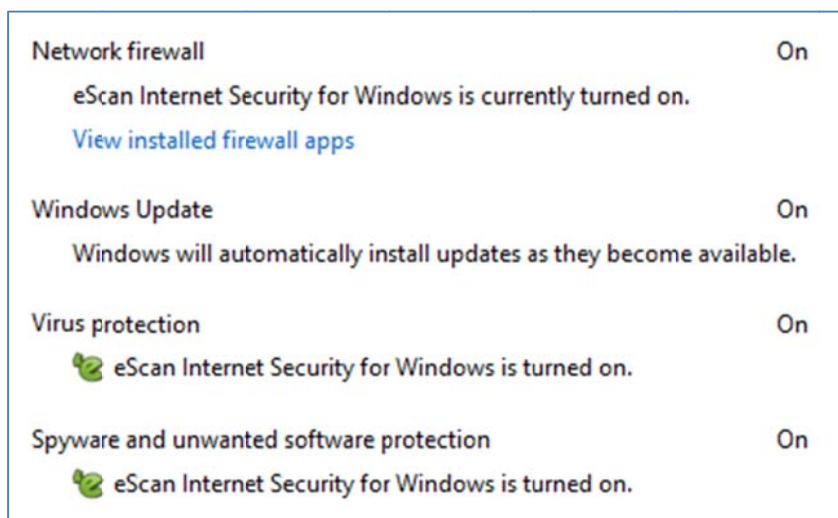 Network firewall On
eScan Internet Security for Windows is currently turned on.
View installed firewall apps
Windows Update On
Windows will automatically install updates as they become available.
Virus protection On
eScan Internet Security for Windows is turned on.
Spyware and unwanted software protection On
eScan Internet Security for Windows is turned on.